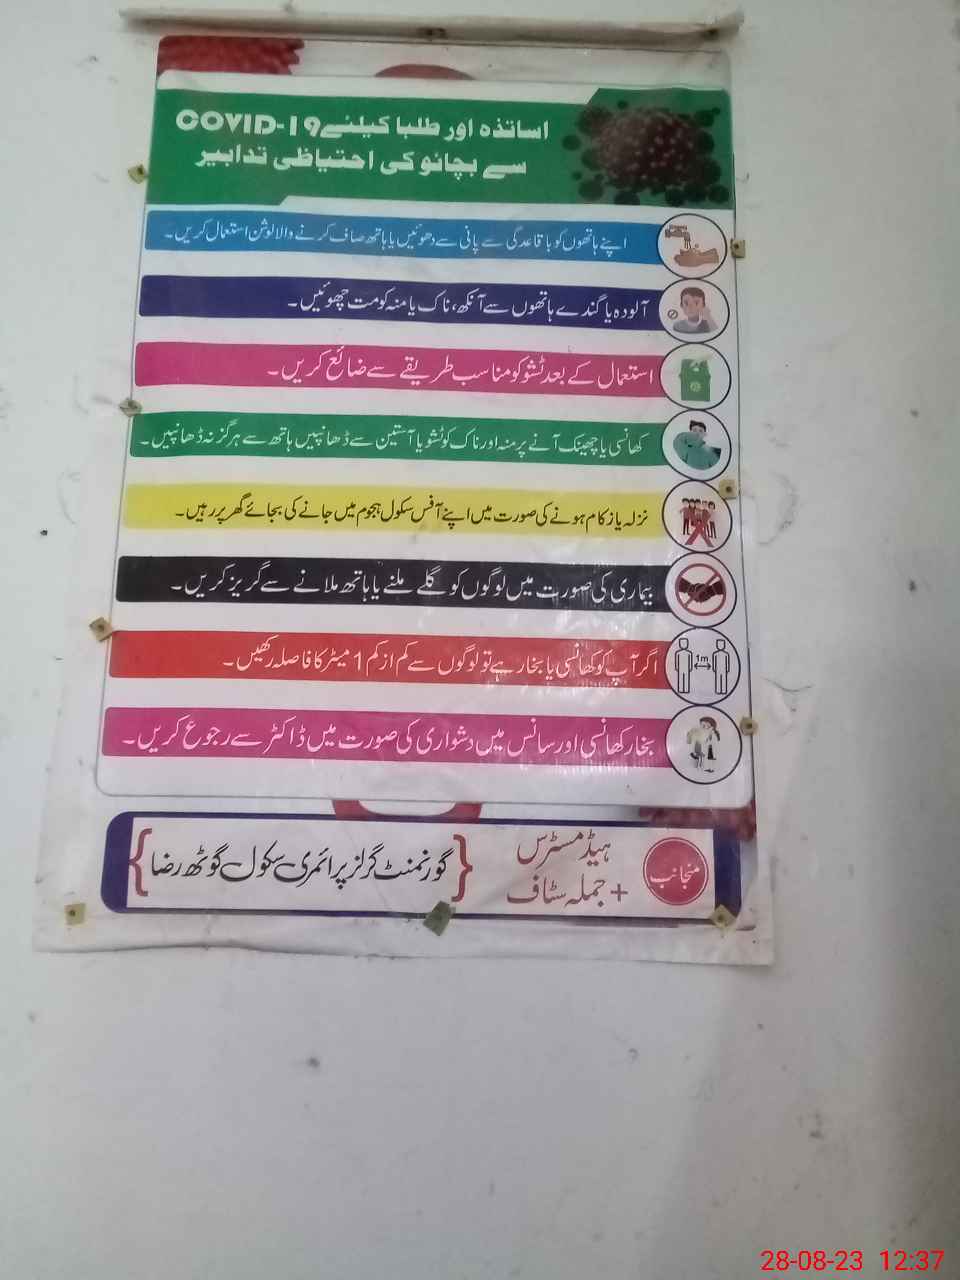 اساتذہ اور طلبا کیلئے COVID-19
سے بچائو کی احتیاطی تدابیر
اپنے ہاتھوں کو باقاعدگی سے پانی سے دھوئیں یا ہاتھ صاف کرنے والا لوشن استعمال کریں۔
آلودہ یا گندے ہاتھوں سے آنکھ، ناک یا منہ کو مت چھوئیں۔
استعمال کے بعد ٹشو کو مناسب طریقے سے ضائع کریں۔
کھانسی یا چھینک آنے پر منہ اور ناک کو ٹشو یا آستین سے ڈھانپیں ہاتھ سے ہرگز نہ ڈھانپیں۔
نزلہ یا زکام ہونے کی صورت میں اپنے آفس سکول ہجوم میں جانے کی بجائے گھر پر رہیں۔
بیماری کی صورت میں لوگوں کو گلے ملنے یا ہاتھ ملانے سے گریز کریں۔
اگر آپ کو کھانسی یا بخار ہے تو لوگوں سے کم از کم 1 میٹر کا فاصلہ رکھیں۔
1m
بخار کھانسی اور سانس میں دشواری کی صورت میں ڈاکٹر سے رجوع کریں۔
منجانب
ہیڈ مسٹرس
+ جملہ سٹاف
{گورنمنٹ گرلز پرائمری سکول گوٹھ رضا}
28-08-23 12:37